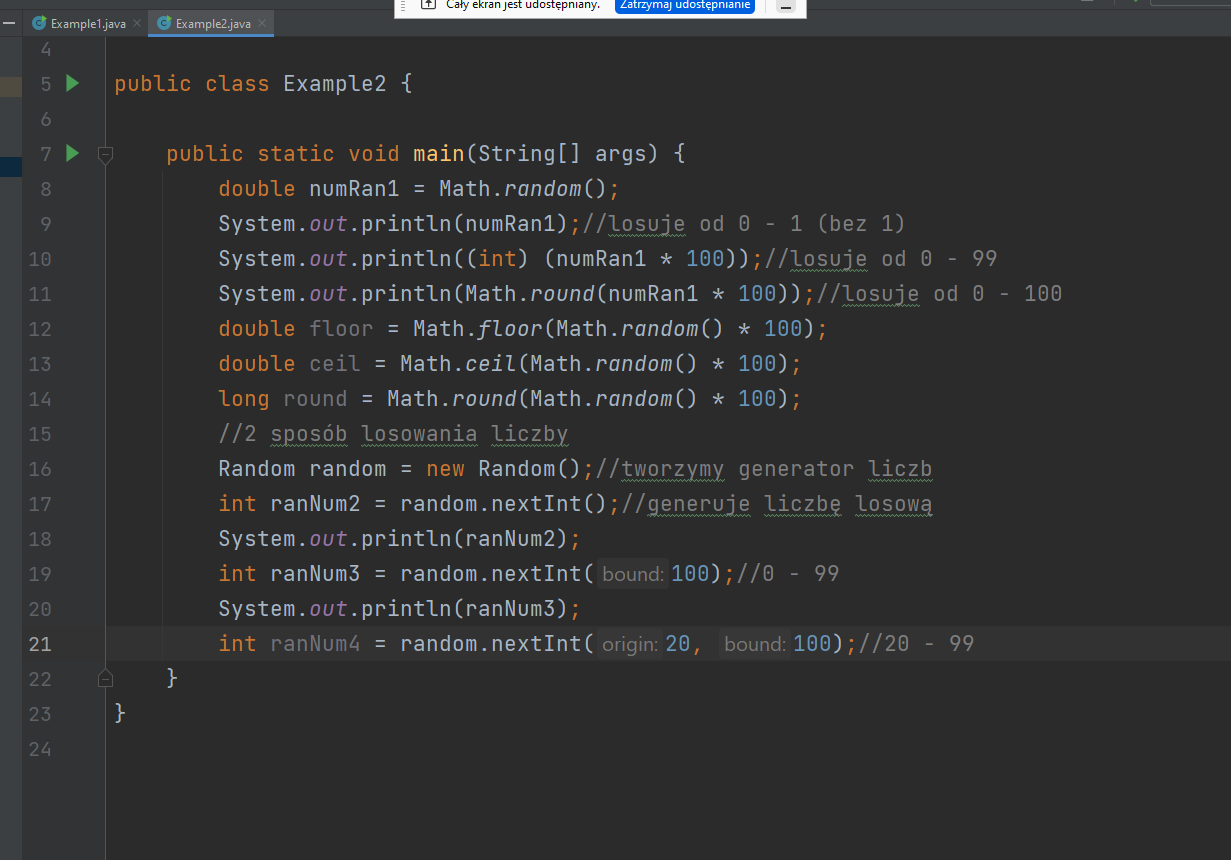 Cały ekran jest udostępniany. Zatrzymaj udostępnianie
Example1.java Example2.java
4
5 public class Example2 {
6
7 public static void main(String[] args) {
8 double numRan1 = Math.random();
9 System.out.println(numRan1);//losuje od 0 - 1 (bez 1)
10 System.out.println((int) (numRan1 * 100));//losuje od 0 - 99
11 System.out.println(Math.round(numRan1 * 100));//losuje od 0 - 100
12 double floor = Math.floor(Math.random() * 100);
13 double ceil = Math.ceil(Math.random() * 100);
14 long round = Math.round(Math.random() * 100);
15 //2 sposób losowania liczby
16 Random random = new Random();//tworzymy generator liczb
17 int ranNum2 = random.nextInt();//generuje liczbę losową
18 System.out.println(ranNum2);
19 int ranNum3 = random.nextInt( bound: 100);//0 - 99
20 System.out.println(ranNum3);
21 int ranNum4 = random.nextInt( origin: 20, bound: 100);//20 - 99
22 }
23 }
24